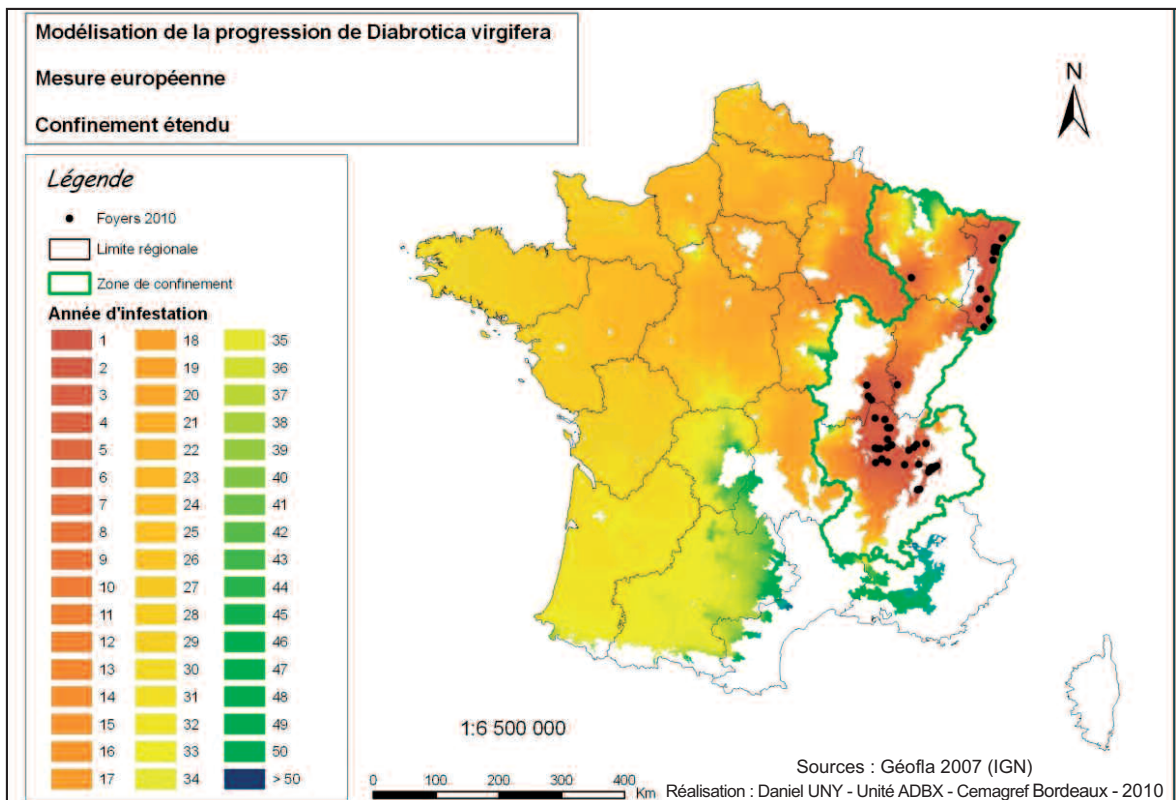 Modélisation de la progression de Diabrotica virgifera
Mesure européenne
Confinement étendu
N
Légende
Foyers 2010
Limite régionale
Zone de confinement
Année d'infestation
1 18 35
2 19 36
3 20 37
4 21 38
5 22 39
6 23 40
7 24 41
8 25 42
9 26 43
10 27 44
11 28 45
12 29 46
13 30 47
14 31 48
15 32 49
16 33 50
17 34 > 50
1:6 500 000
0 100 200 300 400 Km
Sources : Géofla 2007 (IGN)
Réalisation : Daniel UNY - Unité ADBX - Cemagref Bordeaux - 2010